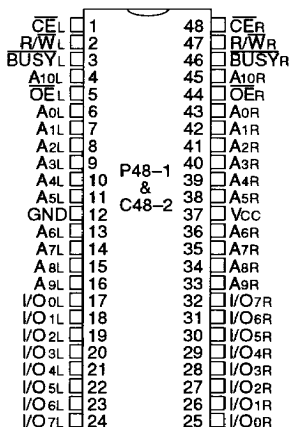 CEL 1 48 CER
R/WL 2 47 R/WR
BUSYL 3 46 BUSYR
A10L 4 45 A10R
OEL 5 44 OER
A0L 6 43 A0R
A1L 7 42 A1R
A2L 8 41 A2R
A3L 9 40 A3R
A4L 10 P48-1 39 A4R
A5L 11 & 38 A5R
GND 12 C48-2 37 VCC
A6L 13 36 A6R
A7L 14 35 A7R
A8L 15 34 A8R
A9L 16 33 A9R
I/O0L 17 32 I/O7R
I/O1L 18 31 I/O6R
I/O2L 19 30 I/O5R
I/O3L 20 29 I/O4R
I/O4L 21 28 I/O3R
I/O5L 22 27 I/O2R
I/O6L 23 26 I/O1R
I/O7L 24 25 I/O0R